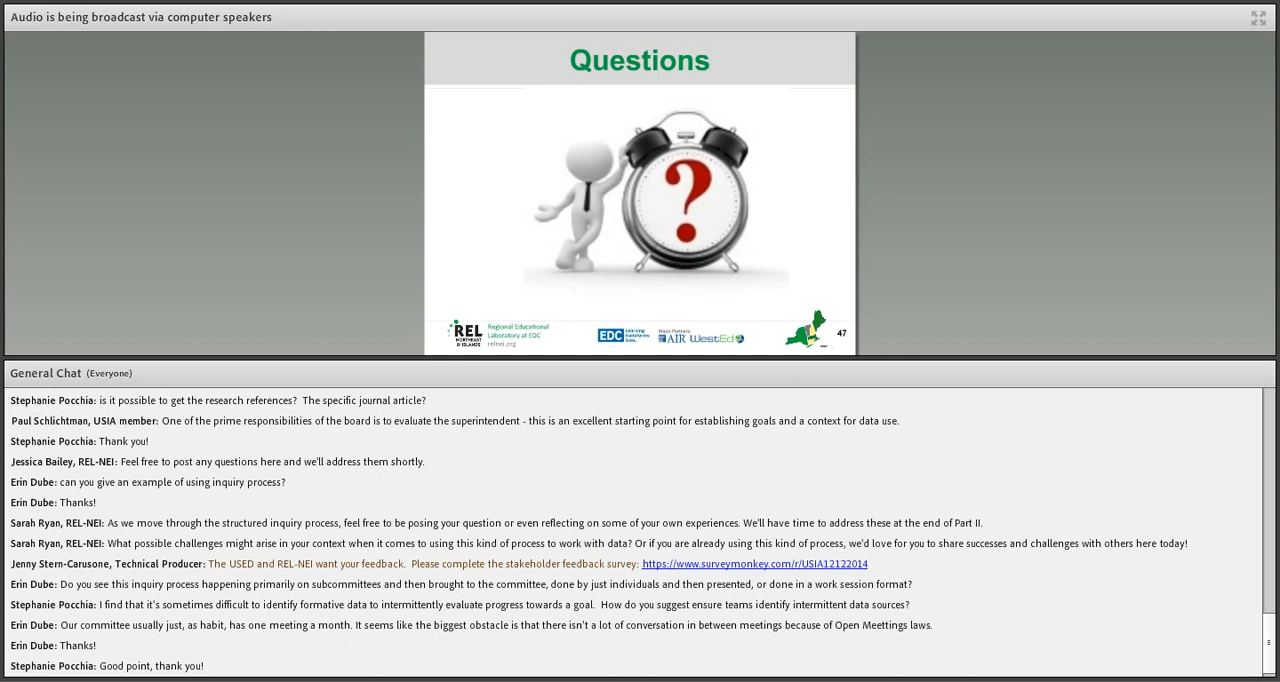 Audio is being broadcast via computer speakers
Questions
?
REL
NORTHEAST
& ISLANDS
Regional Educational
Laboratory at EDC
relnei.org
EDC
Learning
transforms
lives.
Major Partners
AIR WestEd
47
General Chat (Everyone)
Stephanie Pocchia: is it possible to get the research references?  The specific journal article?
Paul Schlichtman, USIA member: One of the prime responsibilities of the board is to evaluate the superintendent - this is an excellent starting point for establishing goals and a context for data use.
Stephanie Pocchia: Thank you!
Jessica Bailey, REL-NEI: Feel free to post any questions here and we'll address them shortly.
Erin Dube: can you give an example of using inquiry process?
Erin Dube: Thanks!
Sarah Ryan, REL-NEI: As we move through the structured inquiry process, feel free to be posing your question or even reflecting on some of your own experiences. We'll have time to address these at the end of Part II.
Sarah Ryan, REL-NEI: What possible challenges might arise in your context when it comes to using this kind of process to work with data? Or if you are already using this kind of process, we'd love for you to share successes and challenges with others here today!
Jenny Stern-Carusone, Technical Producer: The USED and REL-NEI want your feedback.  Please complete the stakeholder feedback survey: https://www.surveymonkey.com/r/USIA12122014
Erin Dube: Do you see this inquiry process happening primarily on subcommittees and then brought to the committee, done by just individuals and then presented, or done in a work session format?
Stephanie Pocchia: I find that it's sometimes difficult to identify formative data to intermittently evaluate progress towards a goal.  How do you suggest ensure teams identify intermittent data sources?
Erin Dube: Our committee usually just, as habit, has one meeting a month. It seems like the biggest obstacle is that there isn't a lot of conversation in between meetings because of Open Meettings laws.
Erin Dube: Thanks!
Stephanie Pocchia: Good point, thank you!